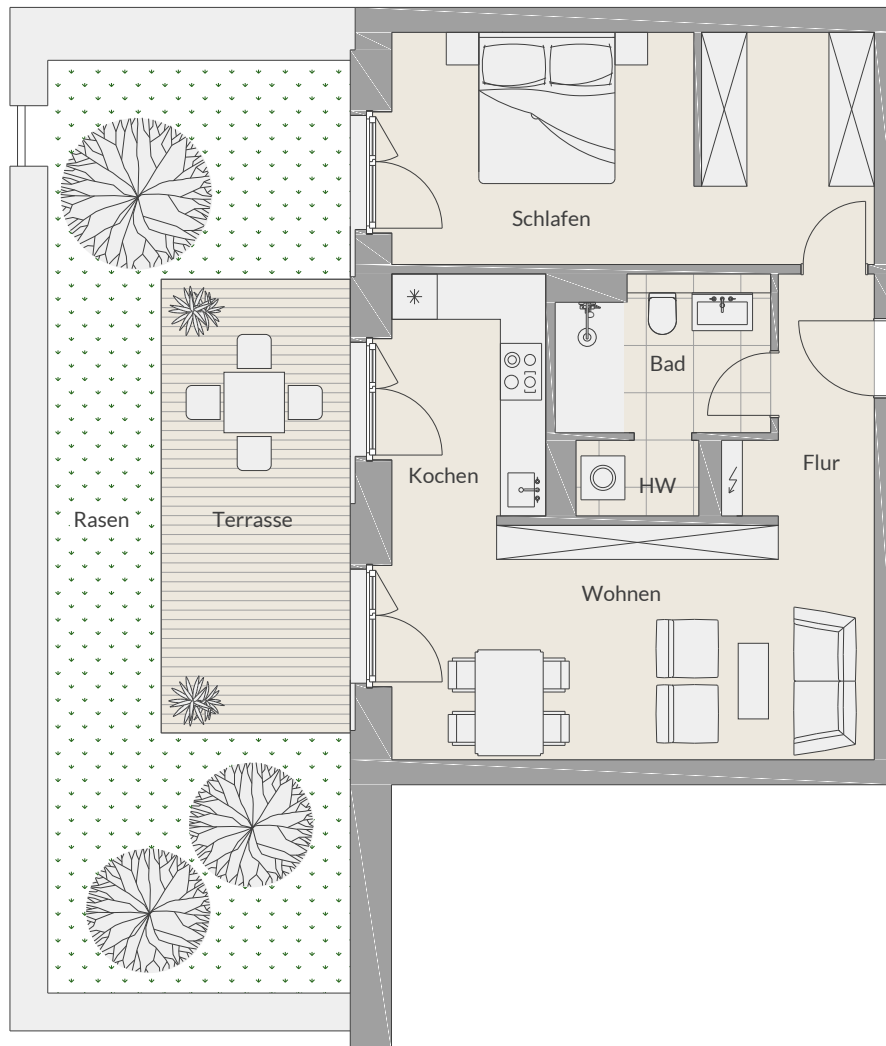 Schlafen
Bad
Flur
Kochen
HW
Rasen
Terrasse
Wohnen